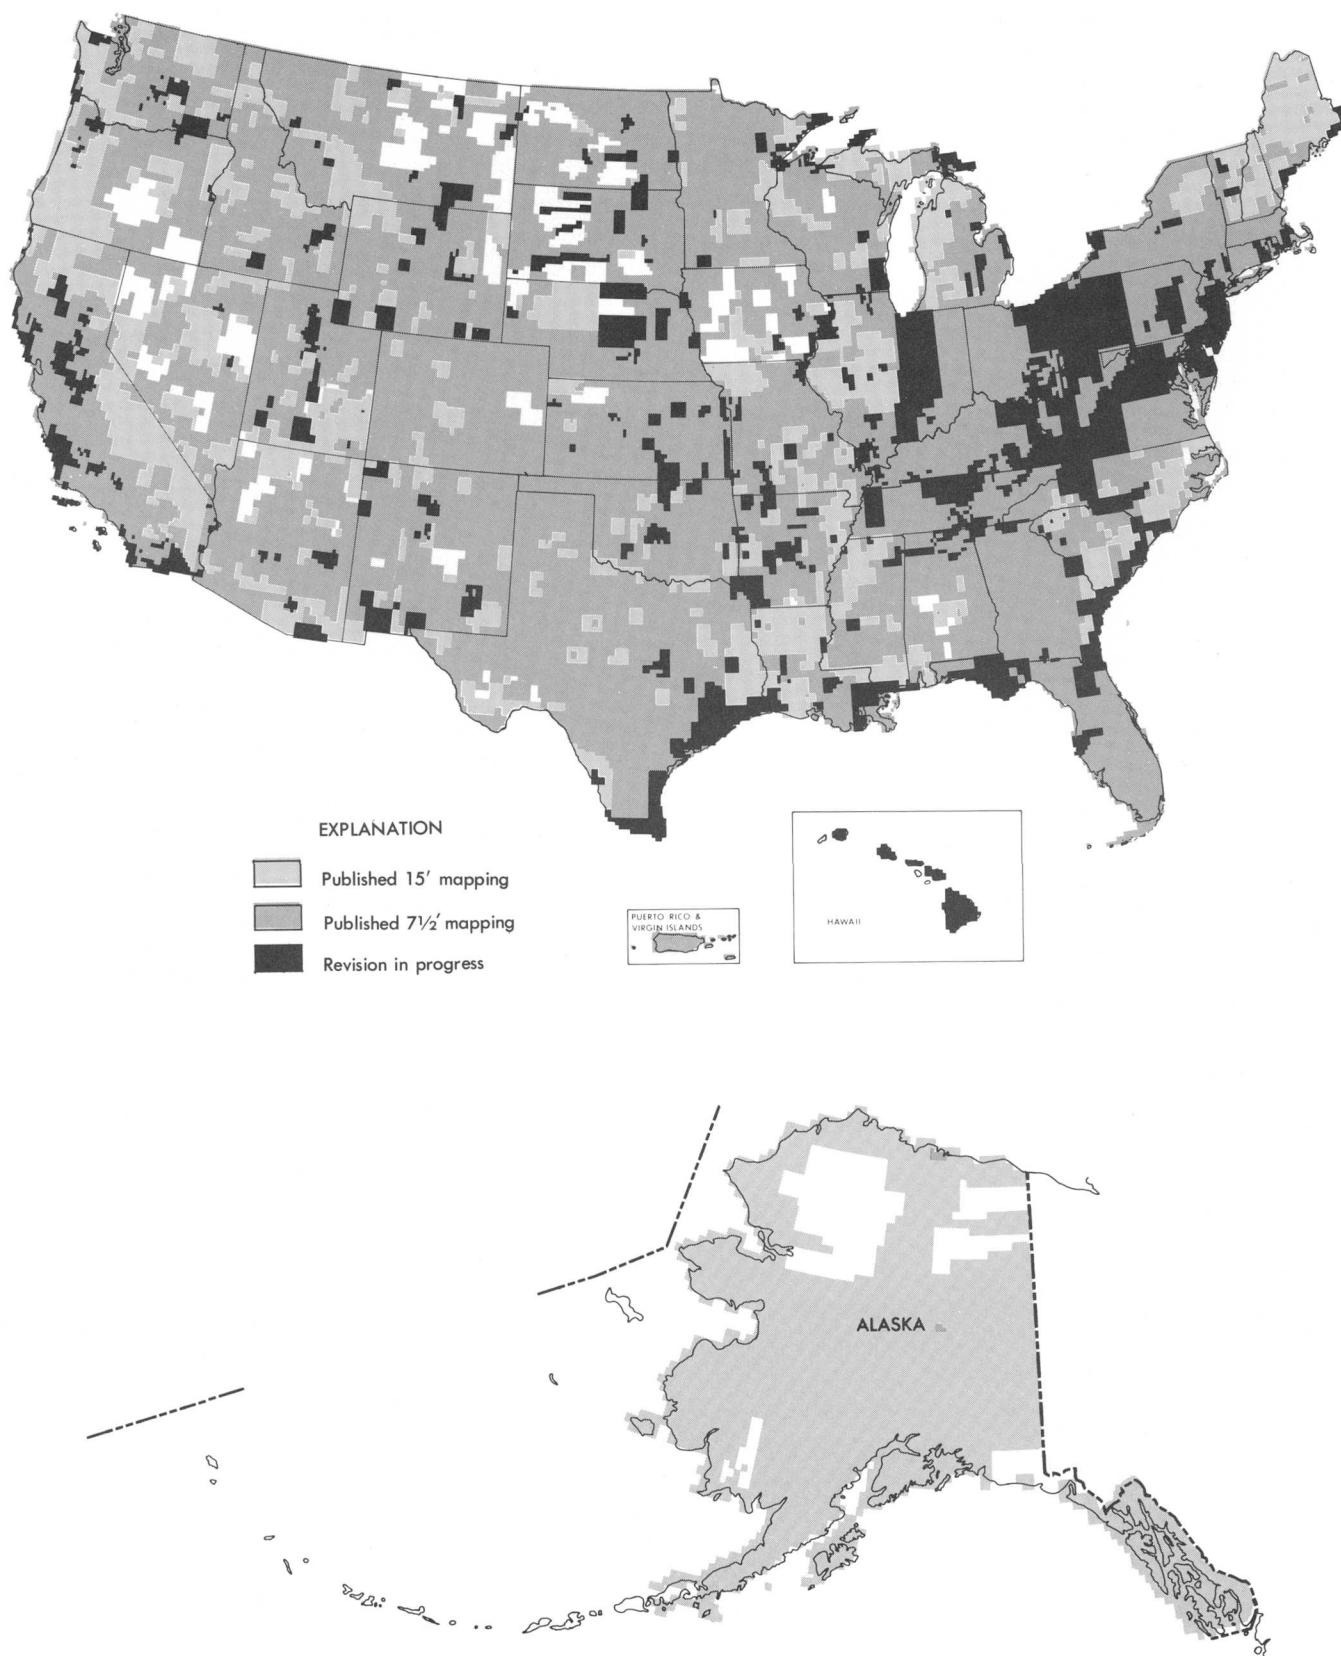 EXPLANATION
Published 15' mapping
Published 7½' mapping
Revision in progress
PUERTO RICO &
VIRGIN ISLANDS
HAWAII
ALASKA